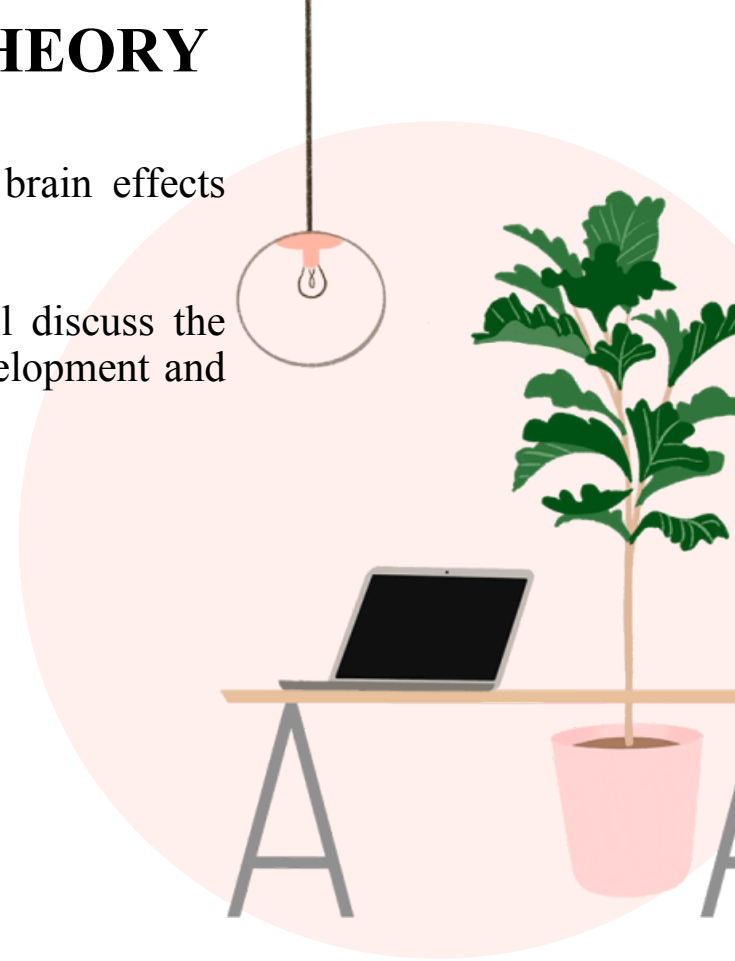 HEORY
brain effects
l discuss the
elopment and